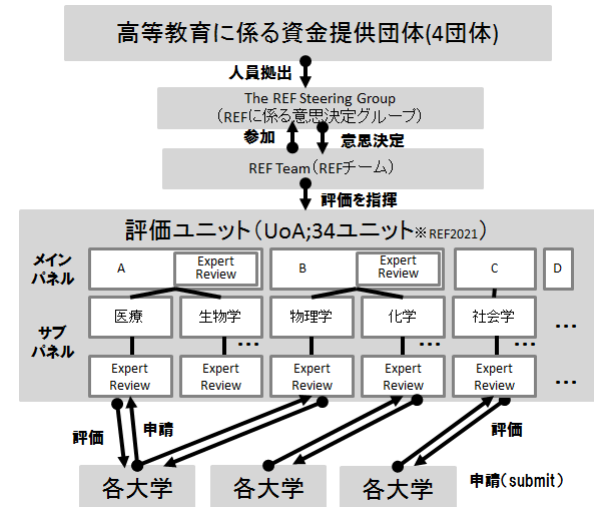 高等教育に係る資金提供団体(4団体)
人員拠出
The REF Steering Group
（REFに係る意思決定グループ）
参加
意思決定
REF Team（REFチーム）
評価を指揮
評価ユニット（UoA;34ユニット※REF2021）
メイン
パネル
A
Expert
Review
B
Expert
Review
C
D
サブ
パネル
医療
生物学
物理学
化学
社会学
…
…
…
…
Expert
Review
Expert
Review
Expert
Review
Expert
Review
Expert
Review
…
評価
申請
評価
各大学
各大学
各大学
申請（submit）